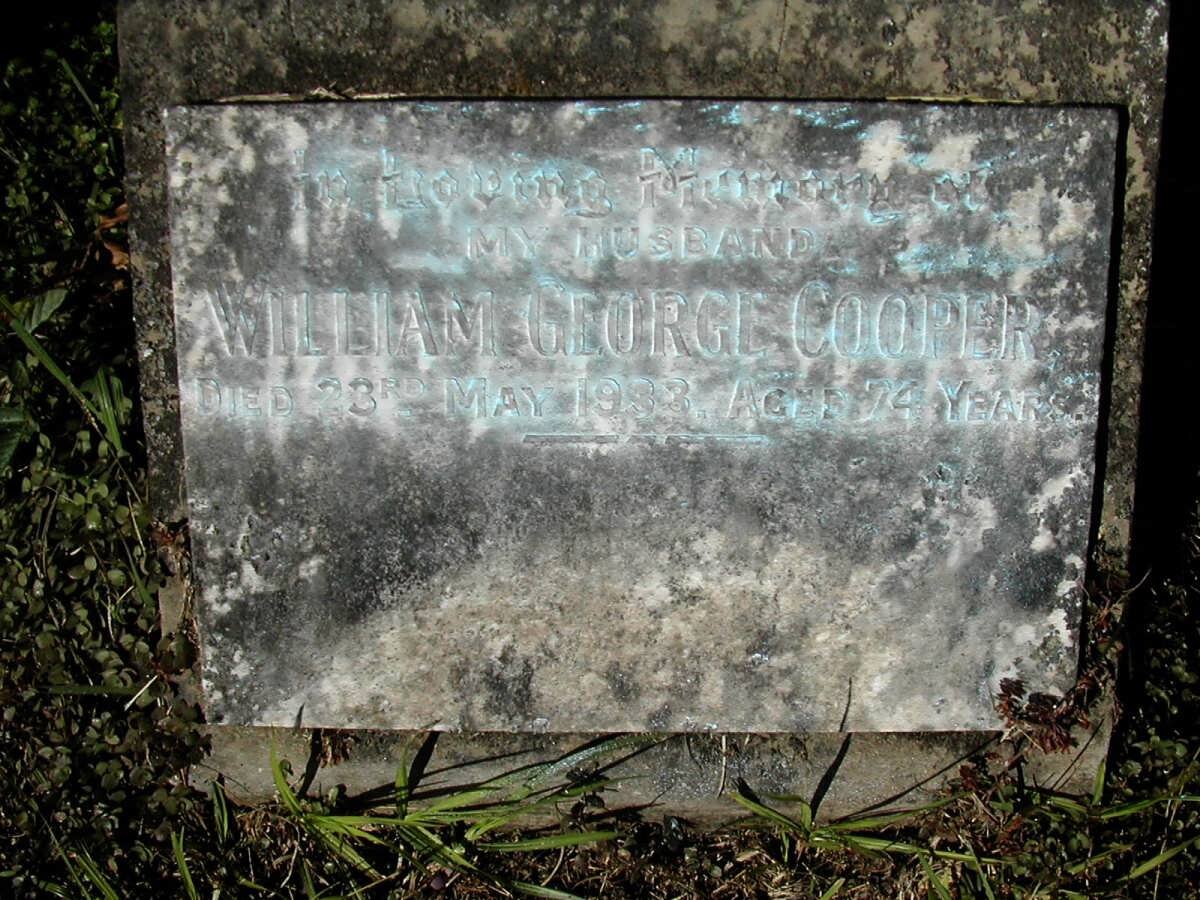 In Loving Memory of
MY HUSBAND
WILLIAM GEORGE COOPER,
DIED 23RD MAY 1933. AGED 74 YEARS.